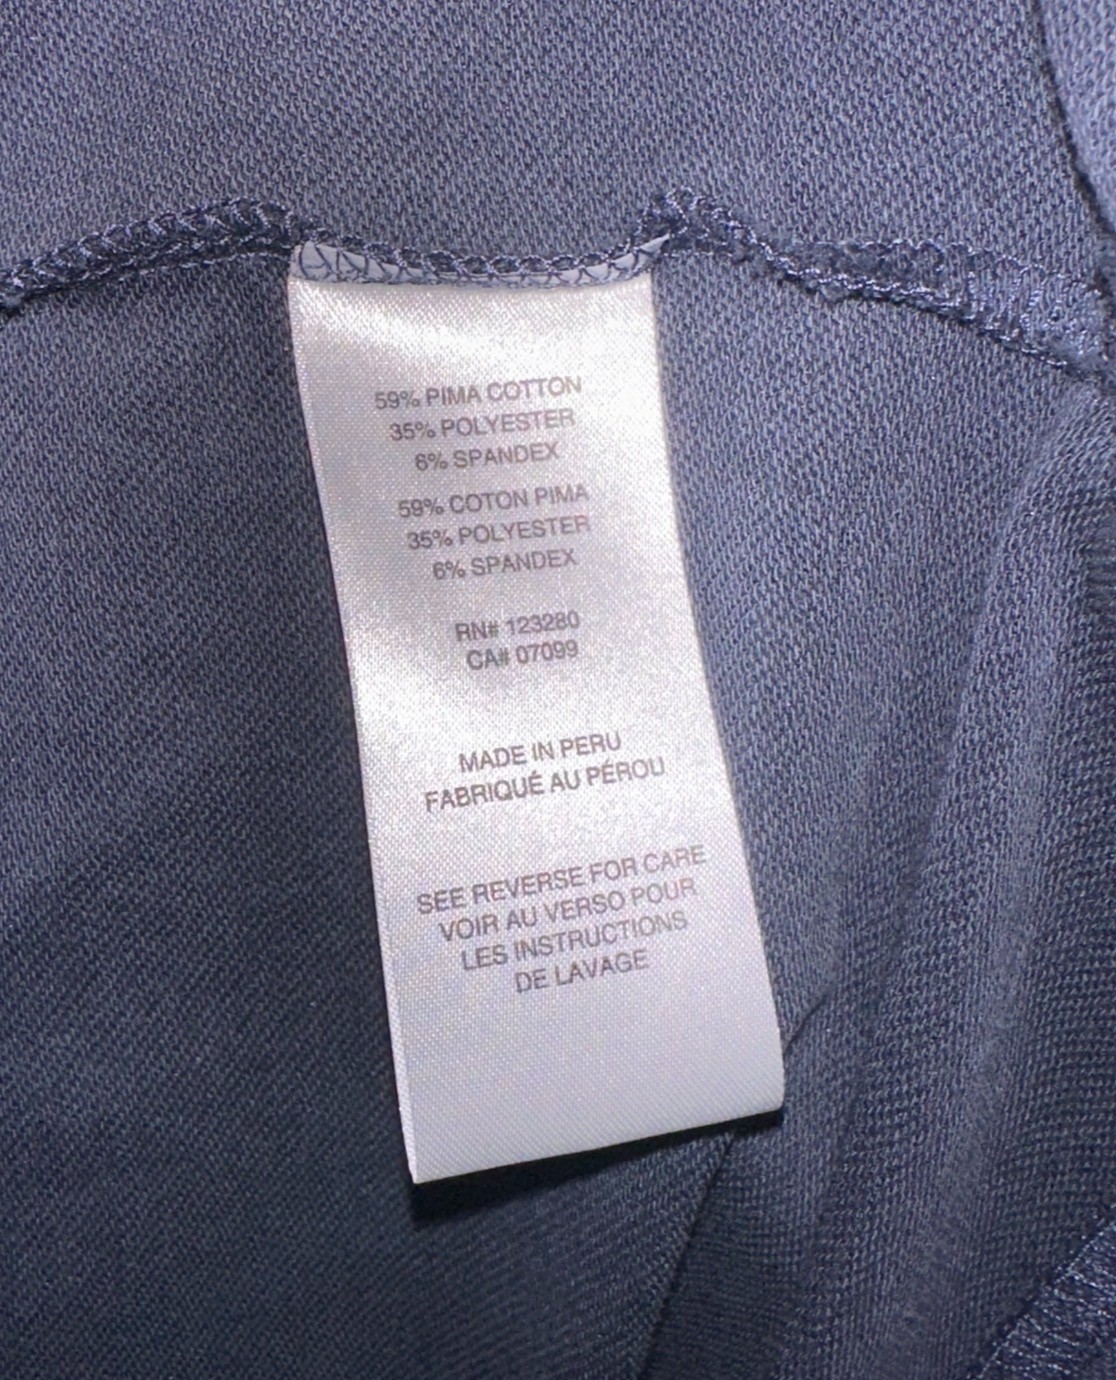 59% PIMA COTTON
35% POLYESTER
6% SPANDEX
59% COTON PIMA
35% POLYESTER
6% SPANDEX
RN# 123280
CA# 07099
MADE IN PERU
FABRIQUÉ AU PÉROU
SEE REVERSE FOR CARE
VOIR AU VERSO POUR
LES INSTRUCTIONS
DE LAVAGE